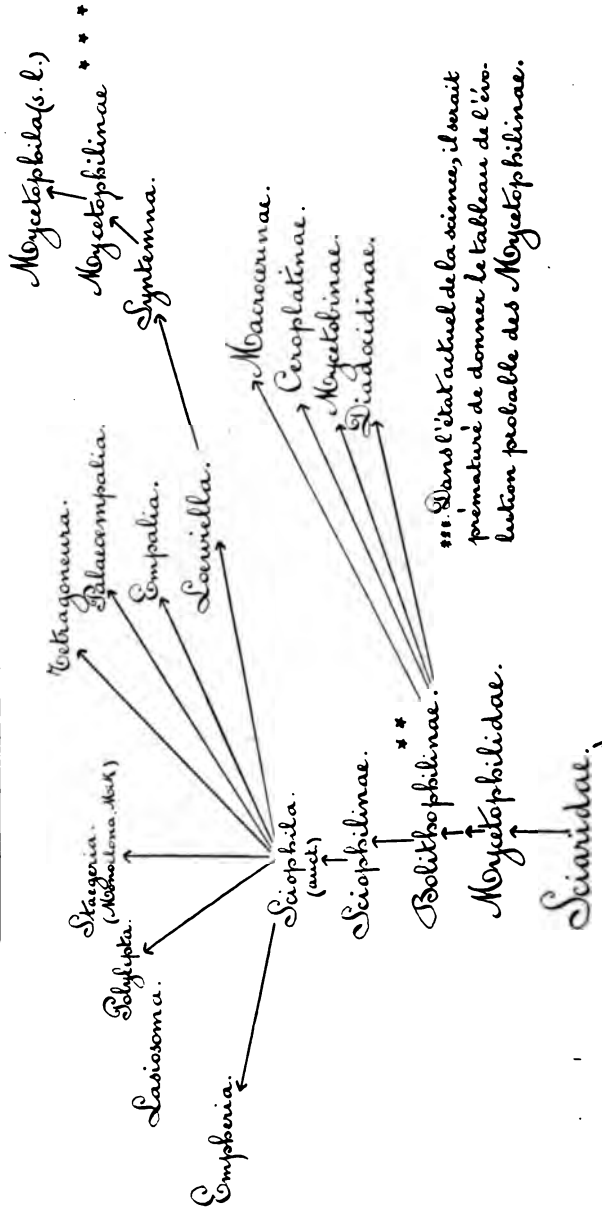 Mycetophila (s. l.)
Mycetophilinae ***
Syntemna.
Tetragoneura.
Palaeoempalia.
Empalia.
Loewiella.
Staegeria.
(Monoclona. Mik)
Polylepta.
Lasiosoma.
Empheria.
Sciophila.
(auct.)
Sciophilinae.
Macrocerinae.
Ceroplatinae.
Mycetobinae.
Diadocidinae.
Bolithophilinae. **
Mycetophilidae.
Sciaridae.
***. Dans l'état actuel de la science, il serait
prématuré de donner le tableau de l'évo-
lution probable des Mycetophilinae.